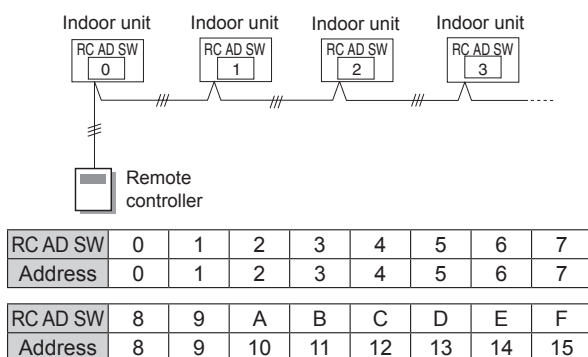 Indoor unit Indoor unit Indoor unit Indoor unit
RC AD SW RC AD SW RC AD SW RC AD SW
0 1 2 3
Remote
controller
RC AD SW 0 1 2 3 4 5 6 7
Address 0 1 2 3 4 5 6 7
RC AD SW 8 9 A B C D E F
Address 8 9 10 11 12 13 14 15